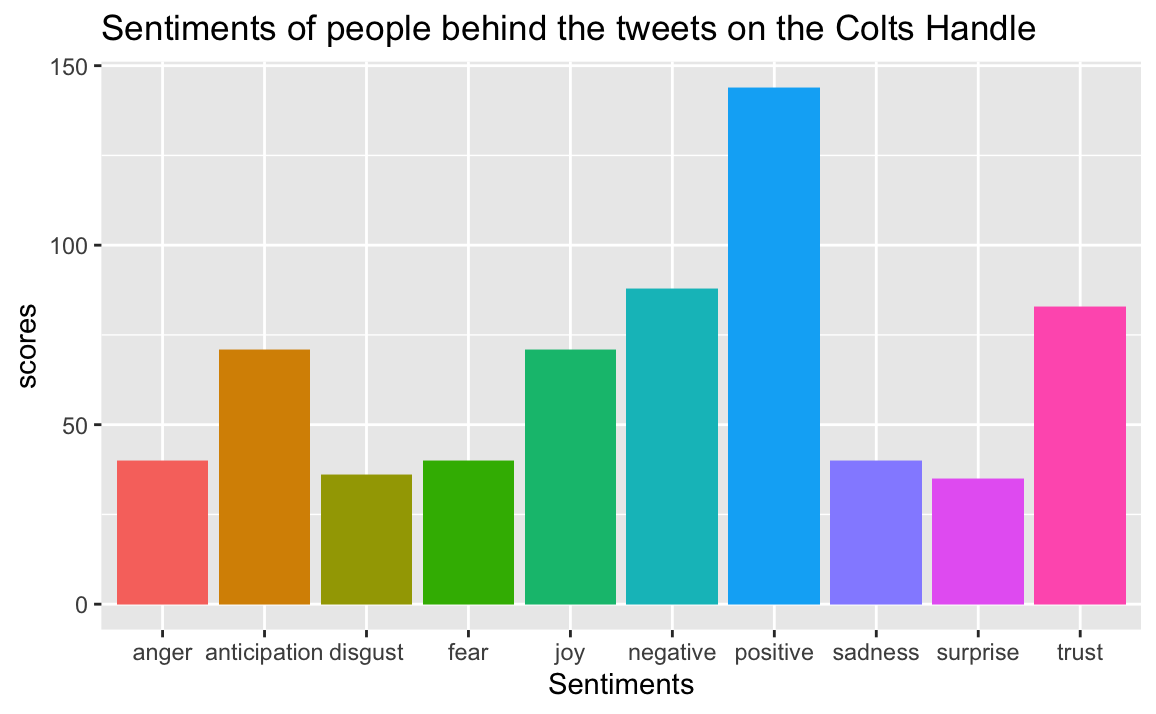 Sentiments of people behind the tweets on the Colts Handle
150
100
50
0
scores
anger anticipation disgust fear joy negative positive sadness surprise trust
Sentiments